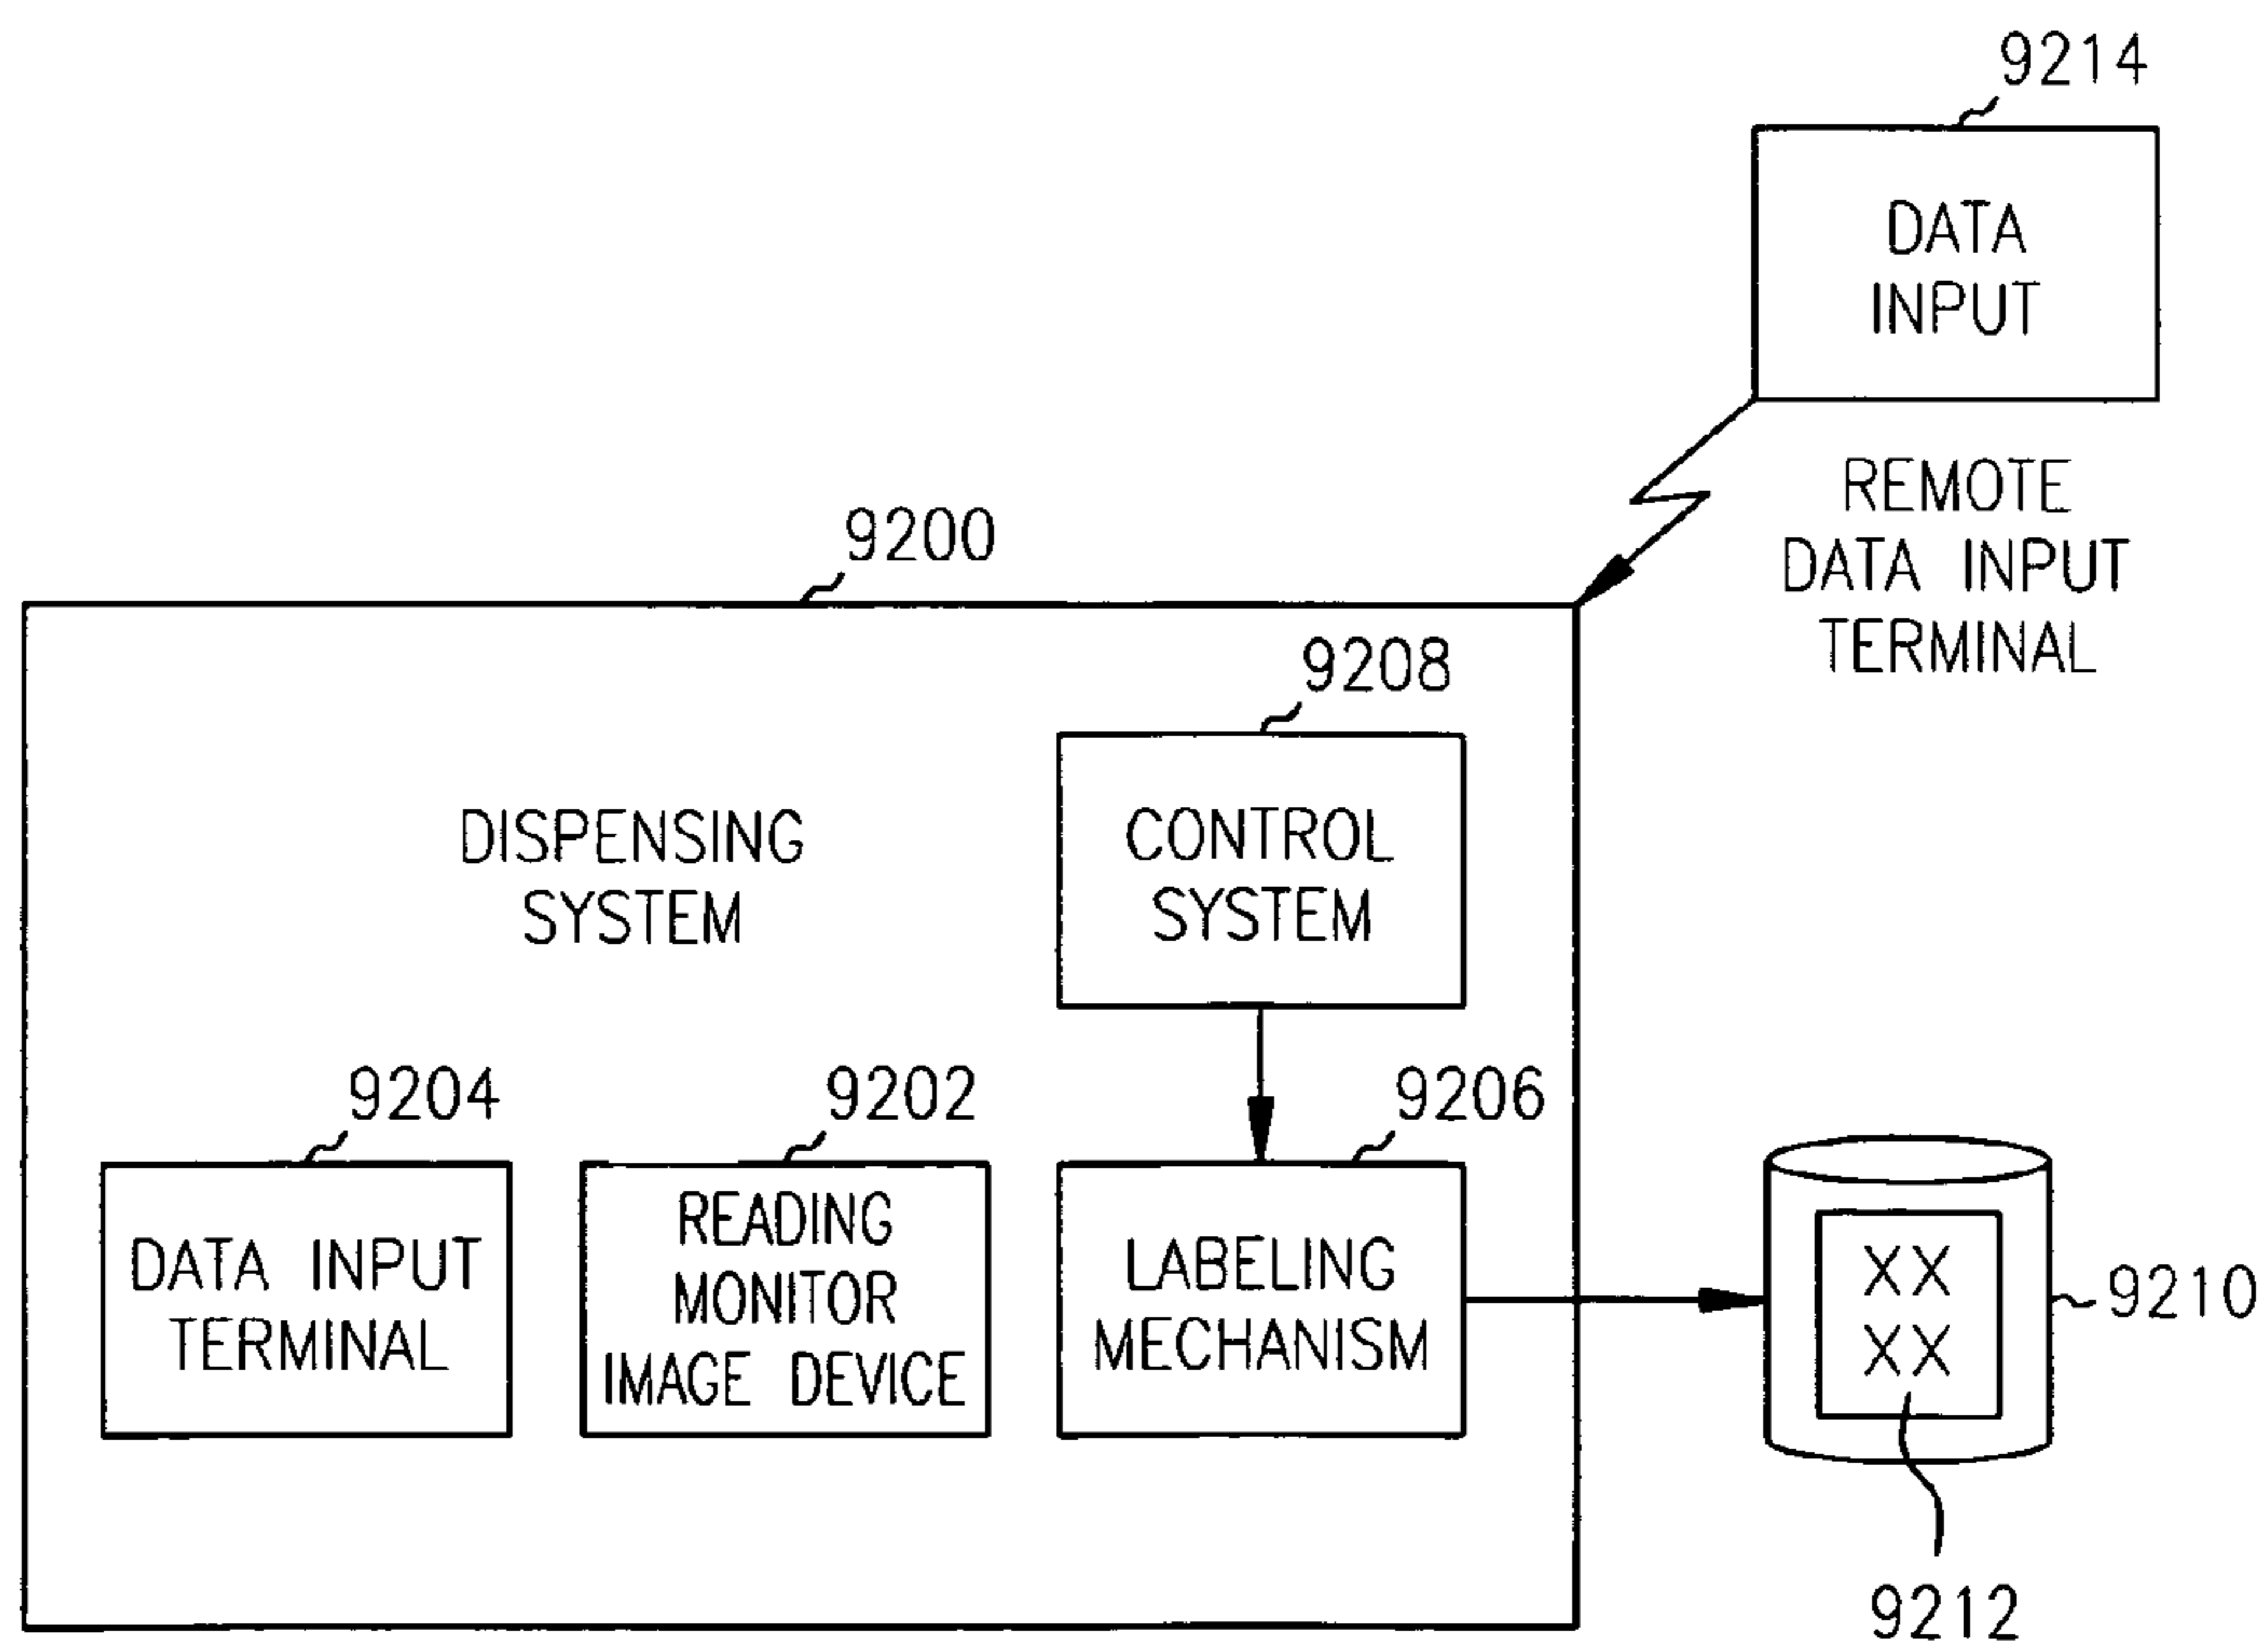 9214
DATA
INPUT
REMOTE
DATA INPUT
TERMINAL
9200
9208
DISPENSING
SYSTEM
CONTROL
SYSTEM
9204
9202
9206
DATA INPUT
TERMINAL
READING
MONITOR
IMAGE DEVICE
LABELING
MECHANISM
XX
XX
9210
9212